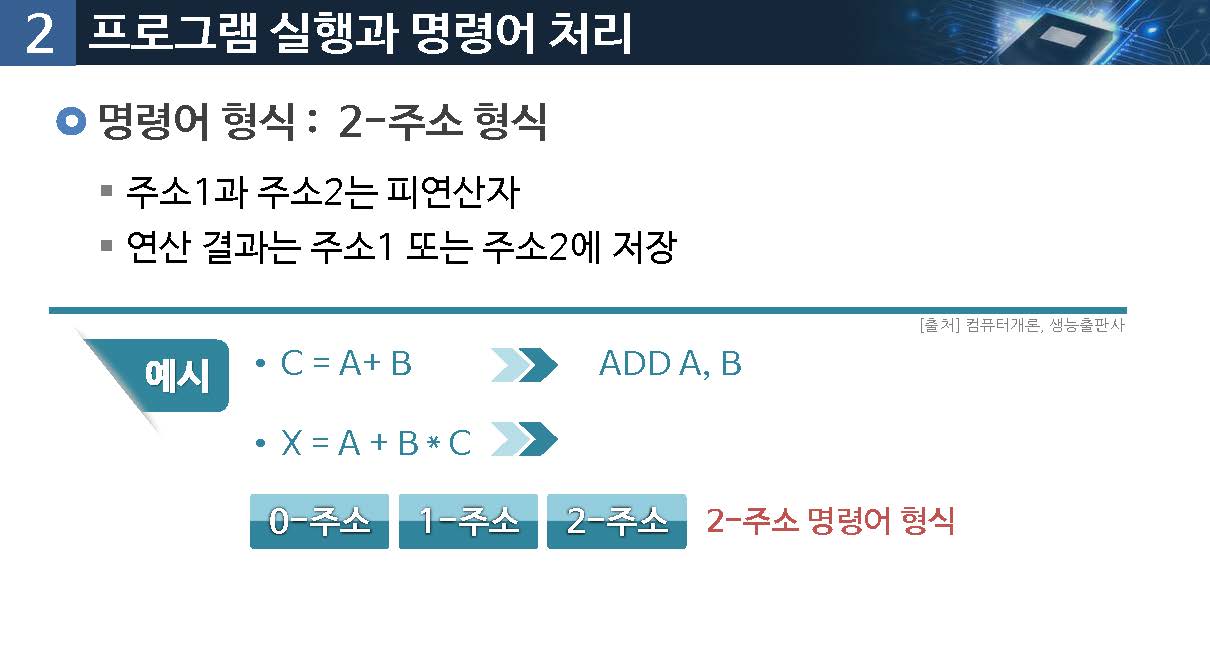 2 프로그램 실행과 명령어 처리
명령어 형식 : 2-주소 형식
▪ 주소1과 주소2는 피연산자
▪ 연산 결과는 주소1 또는 주소2에 저장
[출처] 컴퓨터개론, 생능출판사
예시
• C = A+ B ADD A, B
• X = A + B * C
0-주소 1-주소 2-주소 2-주소 명령어 형식